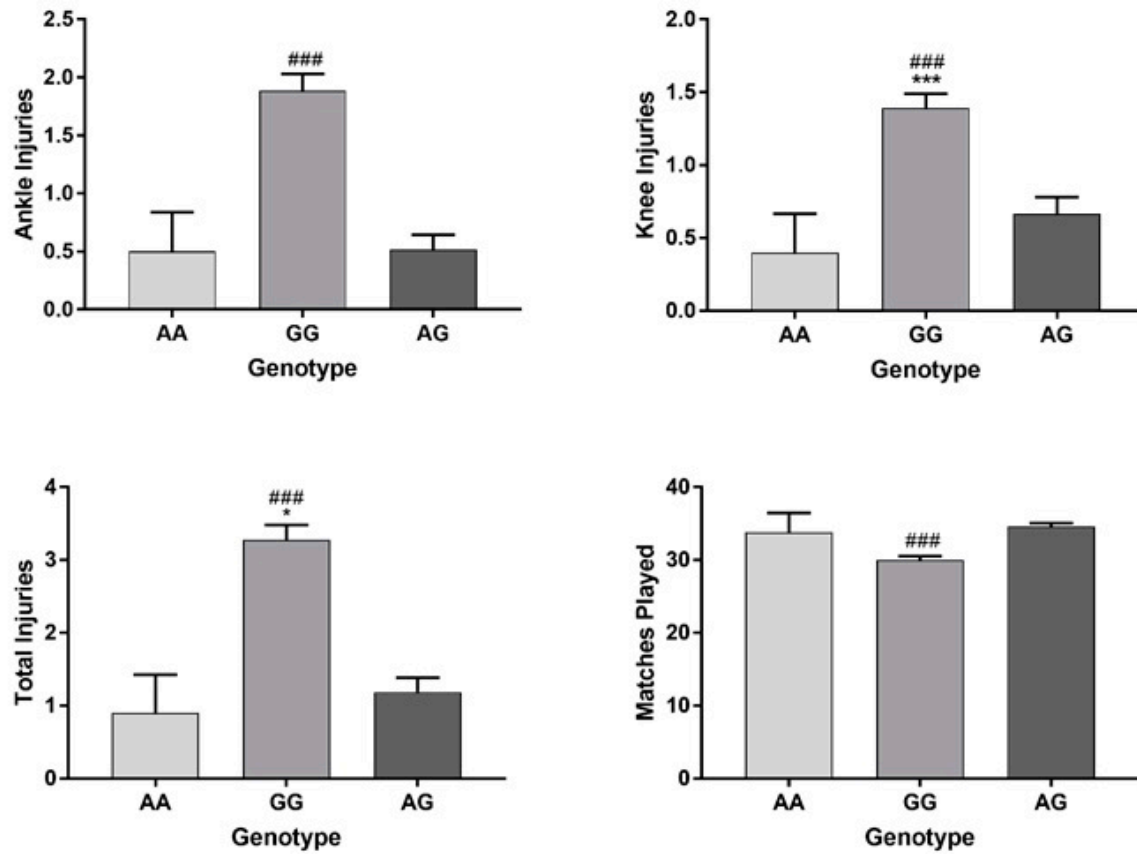 Ankle Injuries
2.5
2.0
1.5
1.0
0.5
0.0
###
AA GG AG
Genotype
Knee Injuries
2.0
1.5
1.0
0.5
0.0
###
***
AA GG AG
Genotype
Total Injuries
4
3
2
1
0
###
*
AA GG AG
Genotype
Matches Played
40
30
20
10
0
###
AA GG AG
Genotype